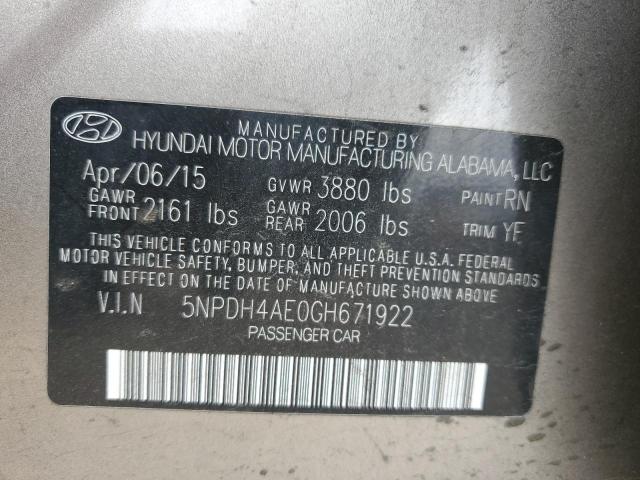 MANUFACTURED BY
HYUNDAI MOTOR MANUFACTURING ALABAMA, LLC
Apr/06/15 GVWR 3880 lbs PAINT RN
GAWR FRONT 2161 lbs GAWR REAR 2006 lbs TRIM YF
THIS VEHICLE CONFORMS TO ALL APPLICABLE U.S.A. FEDERAL
MOTOR VEHICLE SAFETY, BUMPER, AND THEFT PREVENTION STANDARDS
IN EFFECT ON THE DATE OF MANUFACTURE SHOWN ABOVE
V.I.N 5NPDH4AE0GH671922
PASSENGER CAR